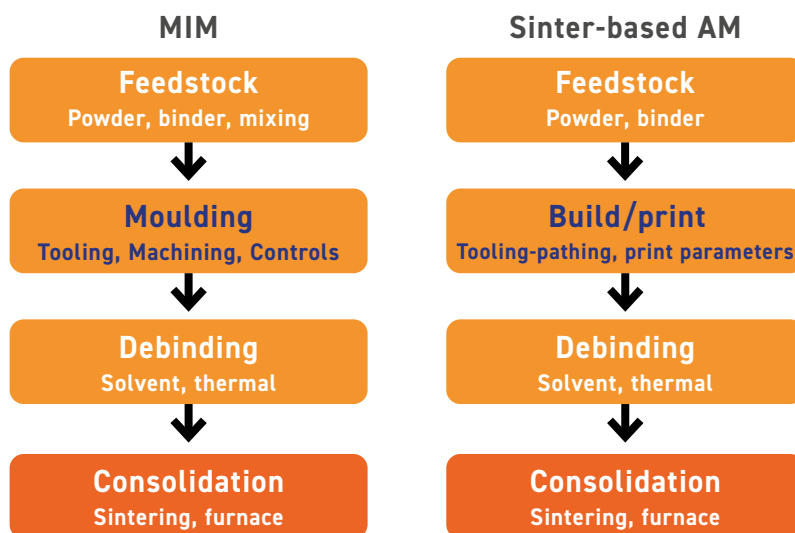 MIM
Feedstock
Powder, binder, mixing
Moulding
Tooling, Machining, Controls
Debinding
Solvent, thermal
Consolidation
Sintering, furnace
Sinter-based AM
Feedstock
Powder, binder
Build/print
Tooling-pathing, print parameters
Debinding
Solvent, thermal
Consolidation
Sintering, furnace